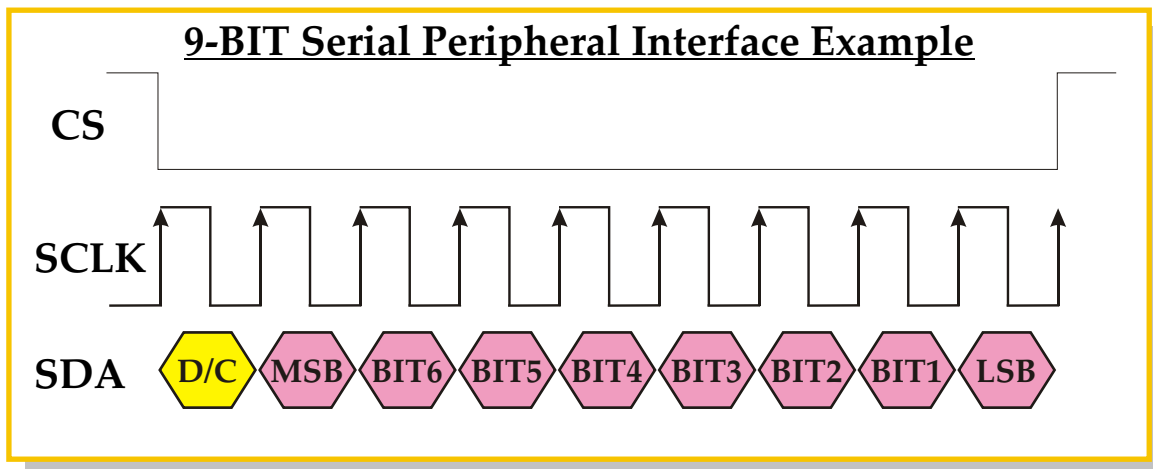 9-BIT Serial Peripheral Interface Example
CS
SCLK
SDA D/C MSB BIT6 BIT5 BIT4 BIT3 BIT2 BIT1 LSB